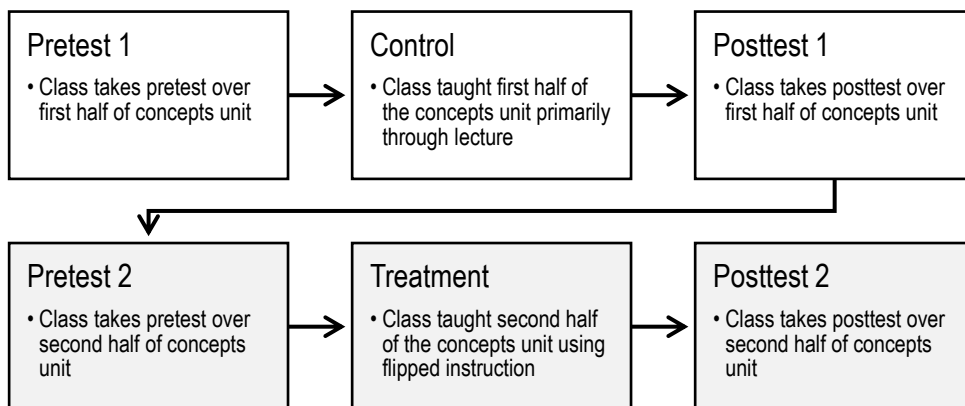 Pretest 1
• Class takes pretest over
first half of concepts unit
Control
• Class taught first half of
the concepts unit primarily
through lecture
Posttest 1
• Class takes posttest over
first half of concepts unit
Pretest 2
• Class takes pretest over
second half of concepts
unit
Treatment
• Class taught second half
of the concepts unit using
flipped instruction
Posttest 2
• Class takes posttest over
second half of concepts
unit